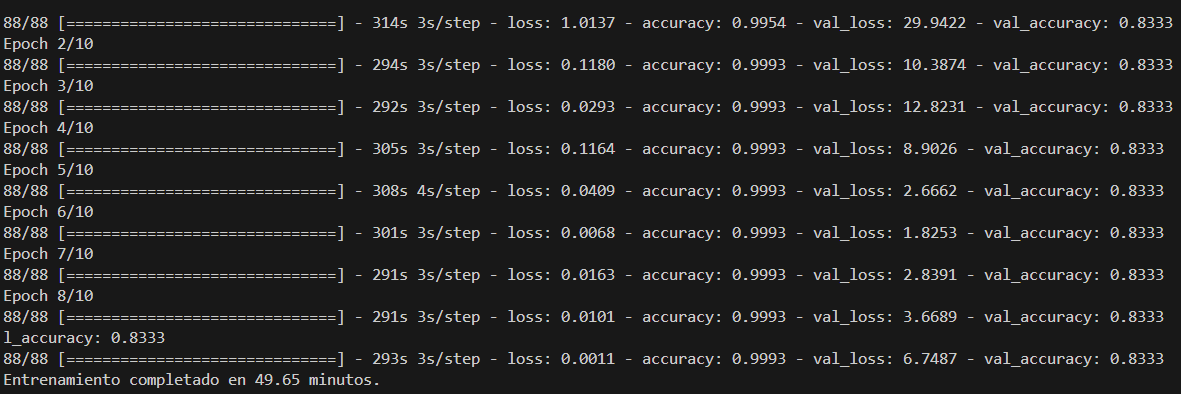 88/88 [==============================] - 314s 3s/step - loss: 1.0137 - accuracy: 0.9954 - val_loss: 29.9422 - val_accuracy: 0.8333
Epoch 2/10
88/88 [==============================] - 294s 3s/step - loss: 0.1180 - accuracy: 0.9993 - val_loss: 10.3874 - val_accuracy: 0.8333
Epoch 3/10
88/88 [==============================] - 292s 3s/step - loss: 0.0293 - accuracy: 0.9993 - val_loss: 12.8231 - val_accuracy: 0.8333
Epoch 4/10
88/88 [==============================] - 305s 3s/step - loss: 0.1164 - accuracy: 0.9993 - val_loss: 8.9026 - val_accuracy: 0.8333
Epoch 5/10
88/88 [==============================] - 308s 4s/step - loss: 0.0409 - accuracy: 0.9993 - val_loss: 2.6662 - val_accuracy: 0.8333
Epoch 6/10
88/88 [==============================] - 301s 3s/step - loss: 0.0068 - accuracy: 0.9993 - val_loss: 1.8253 - val_accuracy: 0.8333
Epoch 7/10
88/88 [==============================] - 291s 3s/step - loss: 0.0163 - accuracy: 0.9993 - val_loss: 2.8391 - val_accuracy: 0.8333
Epoch 8/10
88/88 [==============================] - 291s 3s/step - loss: 0.0101 - accuracy: 0.9993 - val_loss: 3.6689 - val_accuracy: 0.8333
l_accuracy: 0.8333
88/88 [==============================] - 293s 3s/step - loss: 0.0011 - accuracy: 0.9993 - val_loss: 6.7487 - val_accuracy: 0.8333
Entrenamiento completado en 49.65 minutos.